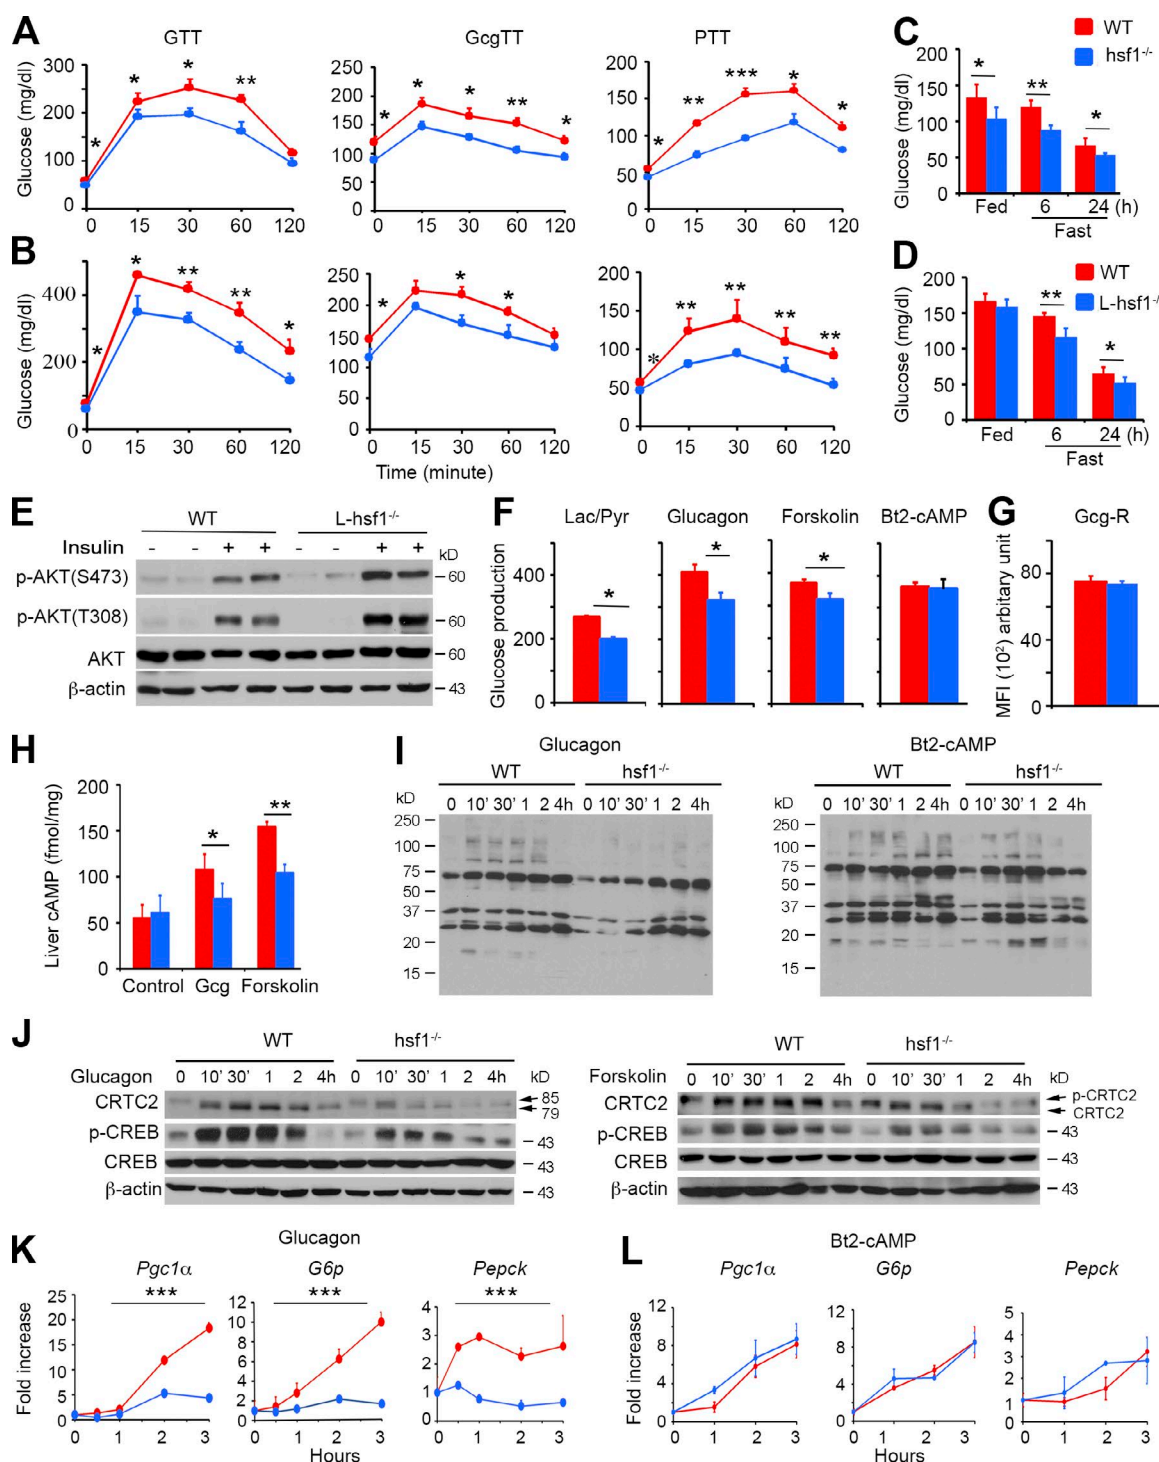 A
GTT
GcgTT
PTT
Glucose (mg/dl)
300
200
100
0
250
200
150
100
50
0
200
150
100
50
0
* * * ** 
* * * ** *
* ** *** * *
0 15 30 60 120
0 15 30 60 120
0 15 30 60 120
C
WT
hsf1-/-
Glucose (mg/dl)
200
150
100
50
0
* ** *
Fed 6 24 (h)
Fast
B
Glucose (mg/dl)
400
200
0
250
200
150
100
50
0
200
150
100
50
0
* * ** ** *
* * *
* ** ** ** **
0 15 30 60 120
0 15 30 60 120
0 15 30 60 120
Time (minute)
D
WT
L-hsf1-/-
Glucose (mg/dl)
200
150
100
50
0
** *
Fed 6 24 (h)
Fast
E
WT L-hsf1-/-
Insulin - - + + - - + + kD
p-AKT(S473) 60
p-AKT(T308) 60
AKT 60
β-actin 43
F
Lac/Pyr Glucagon Forskolin Bt2-cAMP
Glucose production
400
200
0
* * *
G
Gcg-R
MFI (10²) arbitary unit
80
40
0
H
Liver cAMP (fmol/mg)
200
150
100
50
0
* **
Control Gcg Forskolin
I
Glucagon
WT hsf1-/-
kD 0 10' 30' 1 2 4h 0 10' 30' 1 2 4h
250
100
75
50
37
20
15
Bt2-cAMP
WT hsf1-/-
kD 0 10' 30' 1 2 4h 0 10' 30' 1 2 4h
250
100
75
50
37
20
15
J
WT hsf1-/-
Glucagon 0 10' 30' 1 2 4h 0 10' 30' 1 2 4h kD
CRTC2 85
79
p-CREB 43
CREB 43
β-actin 43
WT hsf1-/-
Forskolin 0 10' 30' 1 2 4h 0 10' 30' 1 2 4h kD
CRTC2 p-CRTC2
CRTC2
p-CREB 43
CREB 43
β-actin 43
K
Glucagon
Pgc1α G6p Pepck
*** *** ***
Fold increase
25
20
15
10
5
0
12
10
8
6
4
2
0
4
3
2
1
0
0 1 2 3
0 1 2 3
0 1 2 3
Hours
L
Bt2-cAMP
Pgc1α G6p Pepck
Fold increase
12
8
4
0
12
8
4
0
5
4
3
2
1
0
0 1 2 3
0 1 2 3
0 1 2 3
Hours